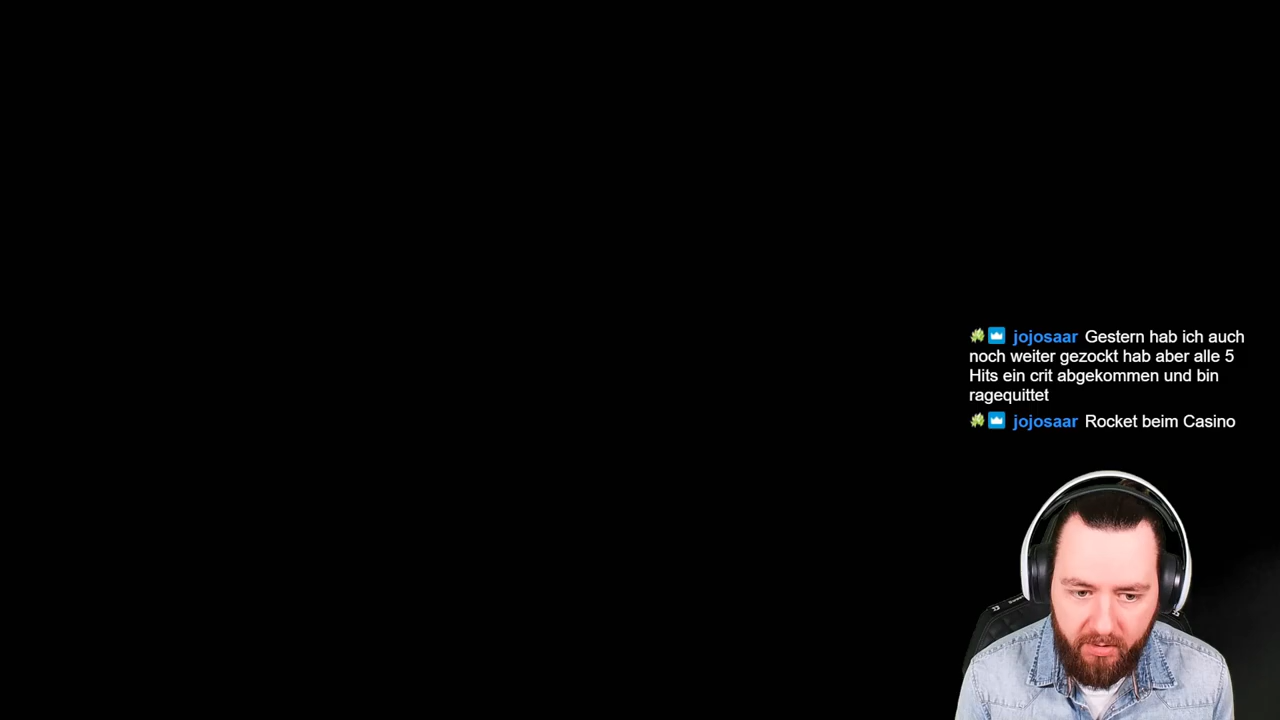 jojosaar Gestern hab ich auch
noch weiter gezockt hab aber alle 5
Hits ein crit abgekommen und bin
ragequittet
jojosaar Rocket beim Casino